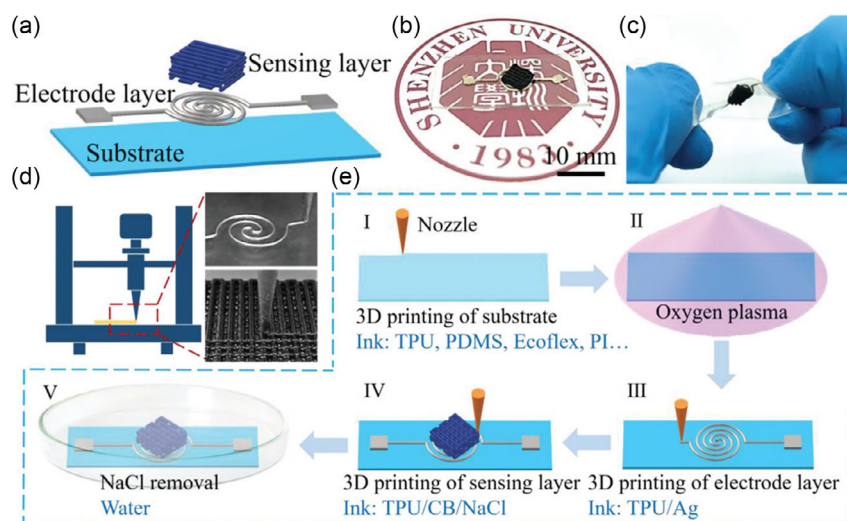 (a)
Sensing layer
Electrode layer
Substrate
(b)
SHENZHEN UNIVERSITY
· 1983 ·
10 mm
(c)
(d)
(e)
I
Nozzle
3D printing of substrate
Ink: TPU, PDMS, Ecoflex, PI…
II
Oxygen plasma
III
3D printing of electrode layer
Ink: TPU/Ag
IV
3D printing of sensing layer
Ink: TPU/CB/NaCl
V
NaCl removal
Water